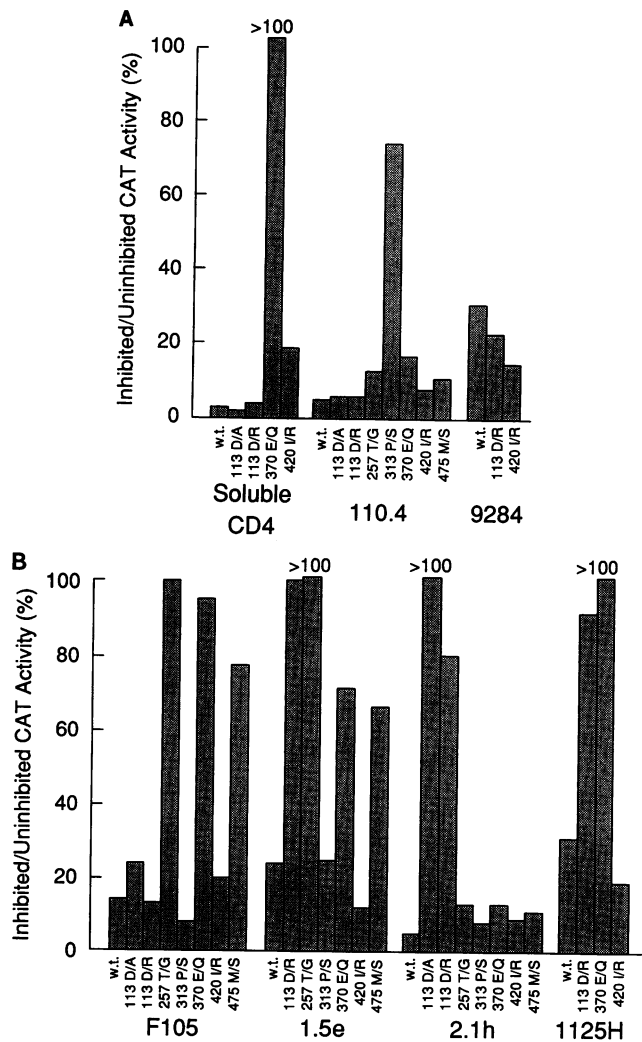 A
>100
Inhibited/Uninhibited CAT Activity (%)
100
80
60
40
20
0
w.t.
113 D/A
113 D/R
370 E/Q
420 I/R
w.t.
113 D/A
113 D/R
257 T/G
313 P/S
370 E/Q
420 I/R
475 M/S
w.t.
113 D/R
420 I/R
Soluble
CD4
110.4
9284
B
>100
>100
>100
Inhibited/Uninhibited CAT Activity (%)
100
80
60
40
20
0
w.t.
113 D/A
113 D/R
257 T/G
313 P/S
370 E/Q
420 I/R
475 M/S
w.t.
113 D/R
257 T/G
313 P/S
370 E/Q
420 I/R
475 M/S
w.t.
113 D/A
113 D/R
257 T/G
313 P/S
370 E/Q
420 I/R
475 M/S
w.t.
113 D/R
370 E/Q
420 I/R
F105
1.5e
2.1h
1125H